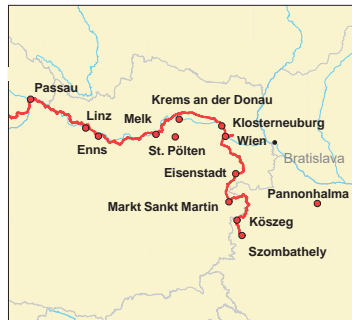 Passau
Krems an der Donau
Linz
Melk
Klosterneuburg
Enns
St. Pölten
Wien
Bratislava
Eisenstadt
Pannonhalma
Markt Sankt Martin
Köszeg
Szombathely